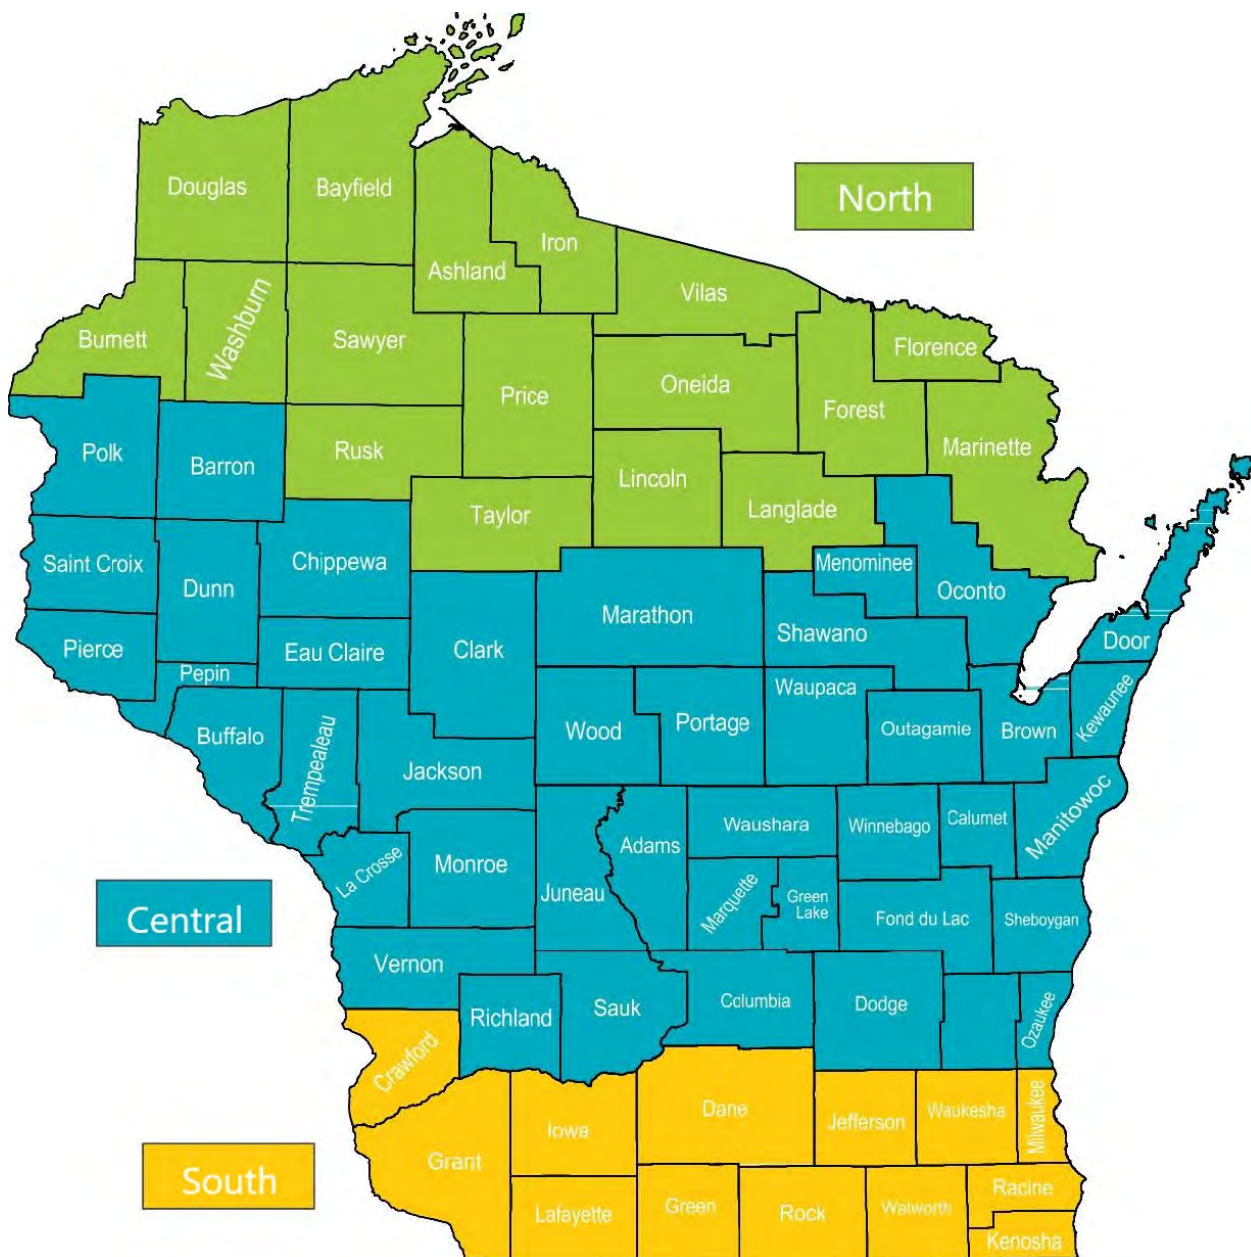 Douglas
Bayfield
North
Iron
Ashland
Vilas
Burnett
Washburn
Sawyer
Florence
Price
Oneida
Forest
Polk
Barron
Rusk
Marinette
Lincoln
Taylor
Langlade
Saint Croix
Dunn
Chippewa
Menominee
Oconto
Marathon
Pierce
Eau Claire
Clark
Shawano
Door
Pepin
Waupaca
Kewaunee
Buffalo
Trempealeau
Wood
Portage
Outagamie
Brown
Jackson
Manitowoc
Adams
Waushara
Winnebago
Calumet
La Crosse
Monroe
Juneau
Marquette
Green
Lake
Central
Fond du Lac
Sheboygan
Vernon
Richland
Sauk
Columbia
Dodge
Ozaukee
Crawford
Dane
Iowa
Jefferson
Waukesha
Milwaukee
South
Grant
Lafayette
Green
Rock
Walworth
Racine
Kenosha